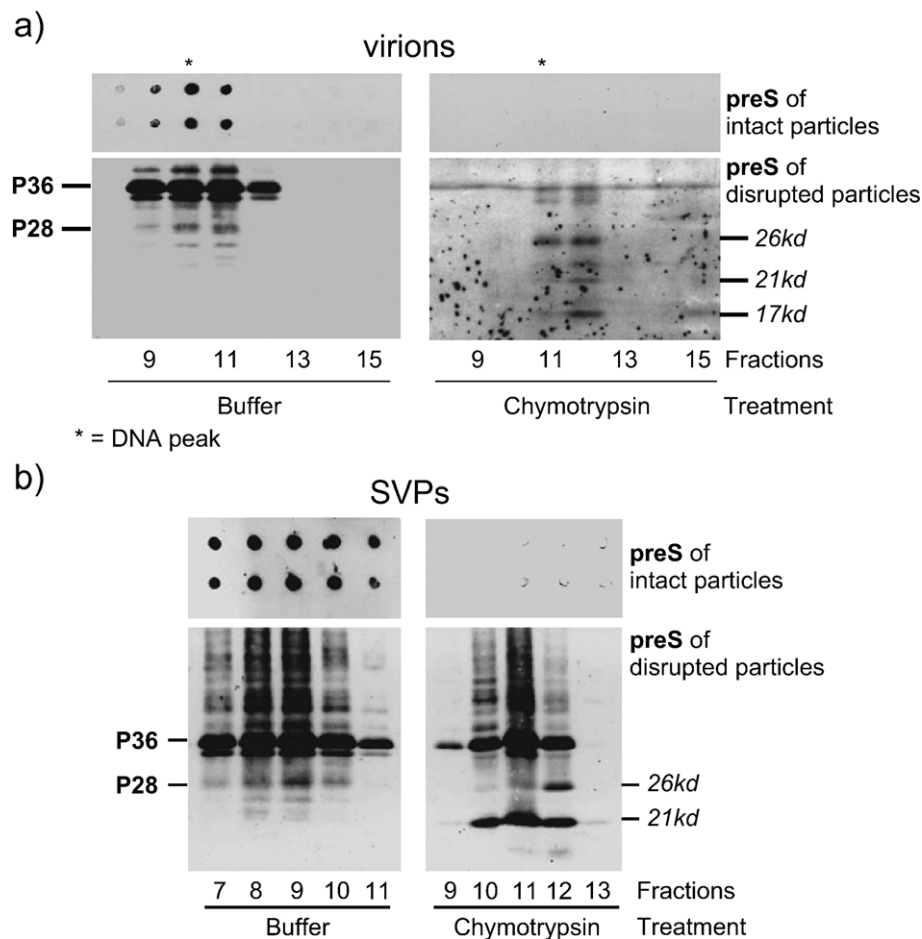 a)
virions
* *
preS of
intact particles
preS of
disrupted particles
P36
P28
26kd
21kd
17kd
9 11 13 15 9 11 13 15 Fractions
Buffer Chymotrypsin Treatment
* = DNA peak
b)
SVPs
preS of
intact particles
preS of
disrupted particles
P36
P28
26kd
21kd
7 8 9 10 11 9 10 11 12 13 Fractions
Buffer Chymotrypsin Treatment